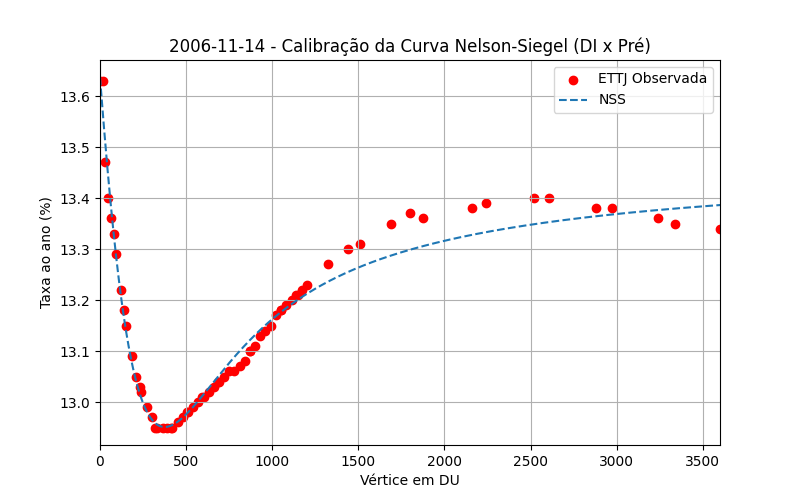 2006-11-14 - Calibração da Curva Nelson-Siegel (DI x Pré)
ETTJ Observada
NSS
Taxa ao ano (%)
13.6
13.5
13.4
13.3
13.2
13.1
13.0
0 500 1000 1500 2000 2500 3000 3500
Vértice em DU